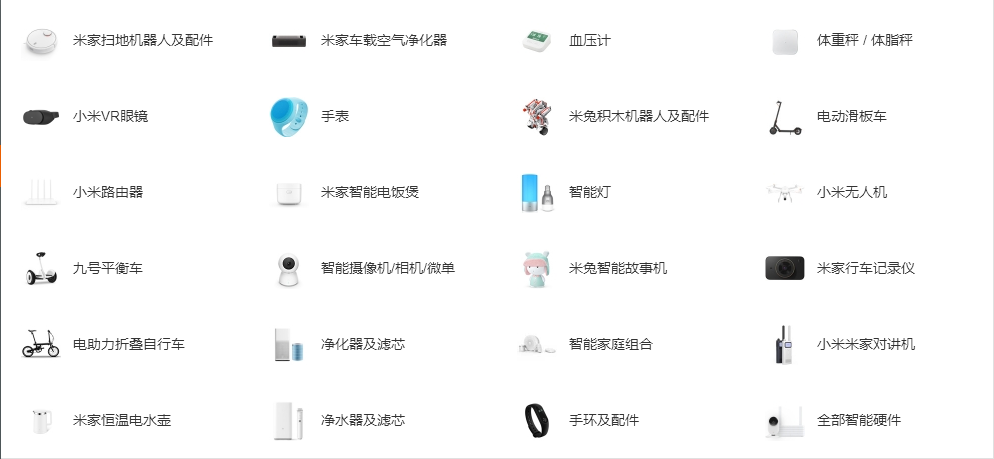 米家扫地机器人及配件
米家车载空气净化器
血压计
体重秤 / 体脂秤
小米VR眼镜
手表
米兔积木机器人及配件
电动滑板车
小米路由器
米家智能电饭煲
智能灯
小米无人机
九号平衡车
智能摄像机/相机/微单
米兔智能故事机
米家行车记录仪
电助力折叠自行车
净化器及滤芯
智能家庭组合
小米米家对讲机
米家恒温电水壶
净水器及滤芯
手环及配件
全部智能硬件